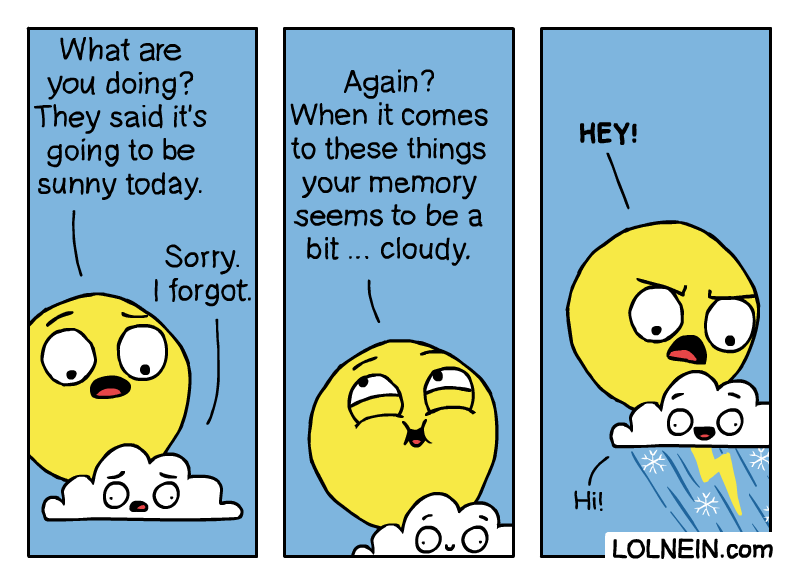 What are
you doing?
They said it's
going to be
sunny today.
Sorry.
I forgot.
Again?
When it comes
to these things
your memory
seems to be a
bit ... cloudy.
HEY!
Hi!
LOLNEIN.com